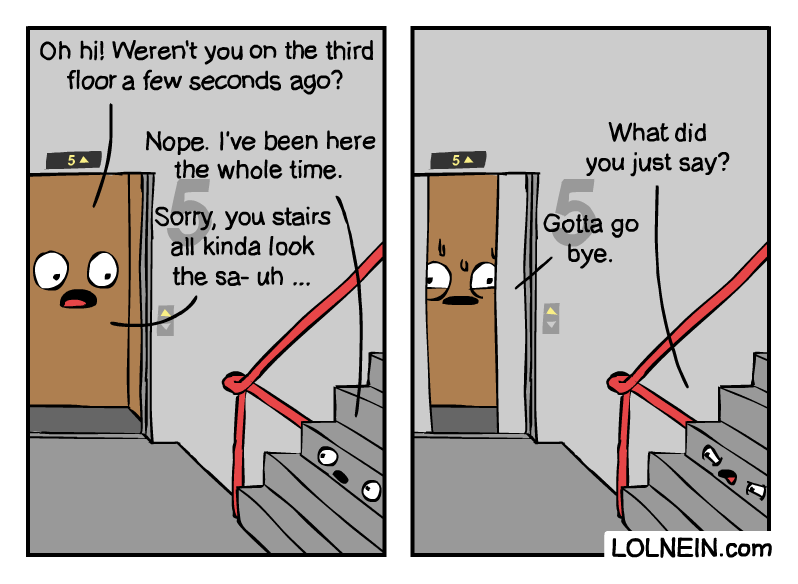 Oh hi! Weren't you on the third
floor a few seconds ago?
5
Nope. I've been here
the whole time.
5
Sorry, you stairs
all kinda look
the sa- uh ...
5
What did
you just say?
5
Gotta go
bye.
LOLNEIN.com